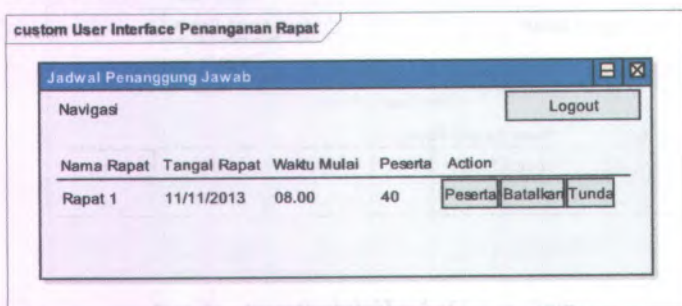 custom User Interface Penanganan Rapat
Jadwal Penanggung Jawab
Navigasi
Logout
Nama Rapat Tangal Rapat Waktu Mulai Peserta Action
Rapat 1 11/11/2013 08.00 40 Peserta Batalkan Tunda